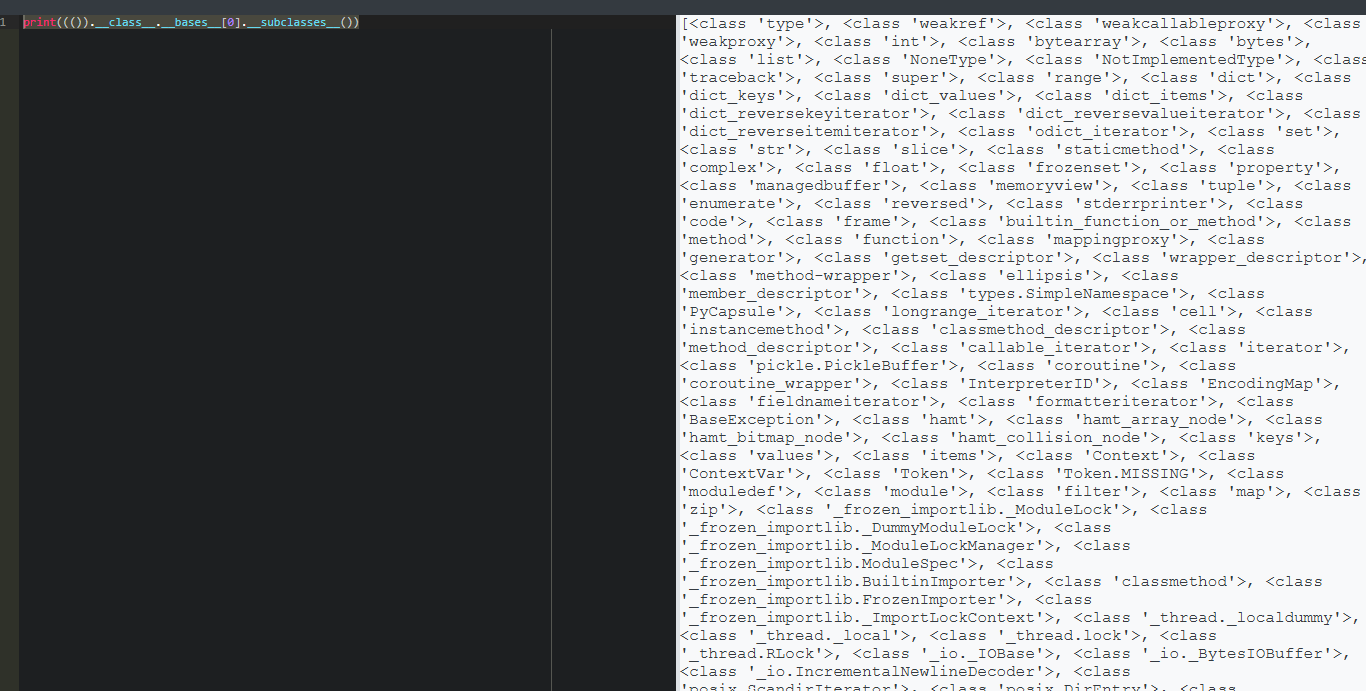 1 print((()).__class__.__bases__[0].__subclasses__())
[<class 'type'>, <class 'weakref'>, <class 'weakcallableproxy'>, <class
'weakproxy'>, <class 'int'>, <class 'bytearray'>, <class 'bytes'>,
<class 'list'>, <class 'NoneType'>, <class 'NotImplementedType'>, <class
'traceback'>, <class 'super'>, <class 'range'>, <class 'dict'>, <class
'dict_keys'>, <class 'dict_values'>, <class 'dict_items'>, <class
'dict_reversekeyiterator'>, <class 'dict_reversevalueiterator'>, <class
'dict_reverseitemiterator'>, <class 'odict_iterator'>, <class 'set'>,
<class 'str'>, <class 'slice'>, <class 'staticmethod'>, <class
'complex'>, <class 'float'>, <class 'frozenset'>, <class 'property'>,
<class 'managedbuffer'>, <class 'memoryview'>, <class 'tuple'>, <class
'enumerate'>, <class 'reversed'>, <class 'stderrprinter'>, <class
'code'>, <class 'frame'>, <class 'builtin_function_or_method'>, <class
'method'>, <class 'function'>, <class 'mappingproxy'>, <class
'generator'>, <class 'getset_descriptor'>, <class 'wrapper_descriptor'>,
<class 'method-wrapper'>, <class 'ellipsis'>, <class
'member_descriptor'>, <class 'types.SimpleNamespace'>, <class
'PyCapsule'>, <class 'longrange_iterator'>, <class 'cell'>, <class
'instancemethod'>, <class 'classmethod_descriptor'>, <class
'method_descriptor'>, <class 'callable_iterator'>, <class 'iterator'>,
<class 'pickle.PickleBuffer'>, <class 'coroutine'>, <class
'coroutine_wrapper'>, <class 'InterpreterID'>, <class 'EncodingMap'>,
<class 'fieldnameiterator'>, <class 'formatteriterator'>, <class
'BaseException'>, <class 'hamt'>, <class 'hamt_array_node'>, <class
'hamt_bitmap_node'>, <class 'hamt_collision_node'>, <class 'keys'>,
<class 'values'>, <class 'items'>, <class 'Context'>, <class
'ContextVar'>, <class 'Token'>, <class 'Token.MISSING'>, <class
'moduledef'>, <class 'module'>, <class 'filter'>, <class 'map'>, <class
'zip'>, <class '_frozen_importlib._ModuleLock'>, <class
'_frozen_importlib._DummyModuleLock'>, <class
'_frozen_importlib._ModuleLockManager'>, <class
'_frozen_importlib.ModuleSpec'>, <class
'_frozen_importlib.BuiltinImporter'>, <class 'classmethod'>, <class
'_frozen_importlib.FrozenImporter'>, <class
'_frozen_importlib._ImportLockContext'>, <class '_thread._localdummy'>,
<class '_thread._local'>, <class '_thread.lock'>, <class
'_thread.RLock'>, <class '_io._IOBase'>, <class '_io._BytesIOBuffer'>,
<class '_io.IncrementalNewlineDecoder'>, <class
'posix.ScandirIterator'>, <class 'posix.DirEntry'>, <class